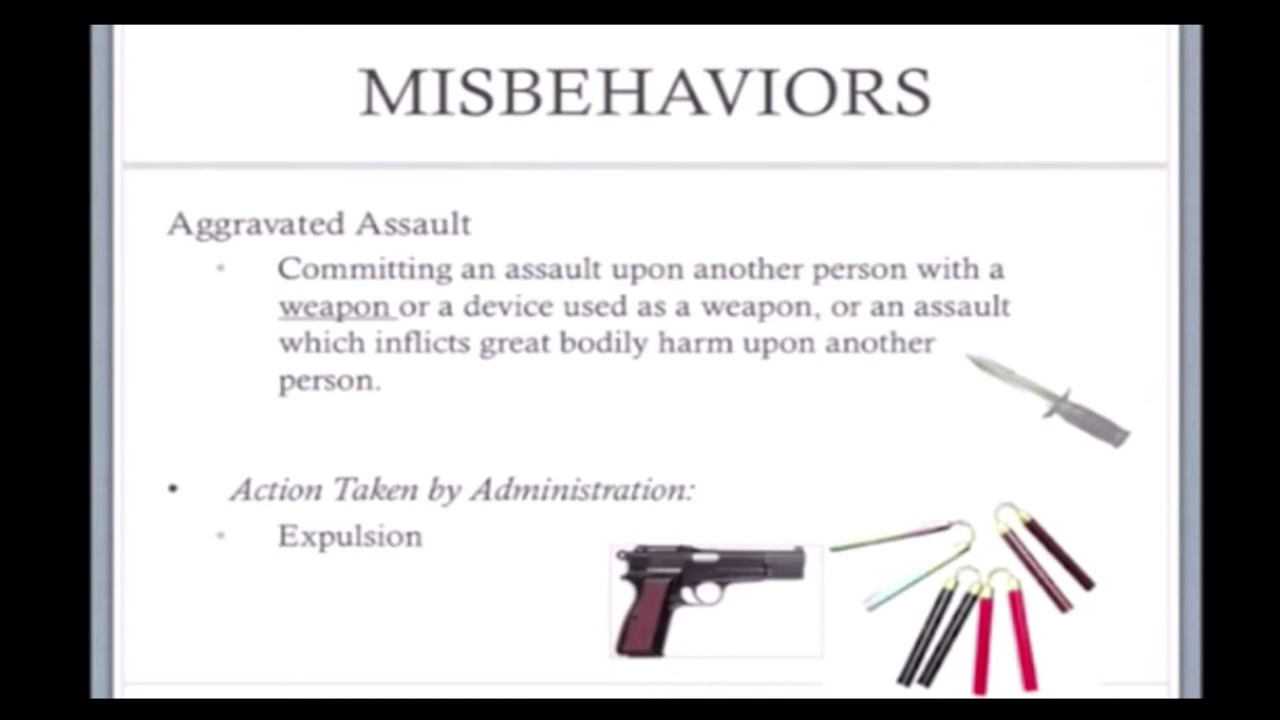 MISBEHAVIORS
Aggravated Assault
Committing an assault upon another person with a
weapon or a device used as a weapon, or an assault
which inflicts great bodily harm upon another
person.
Action Taken by Administration:
Expulsion